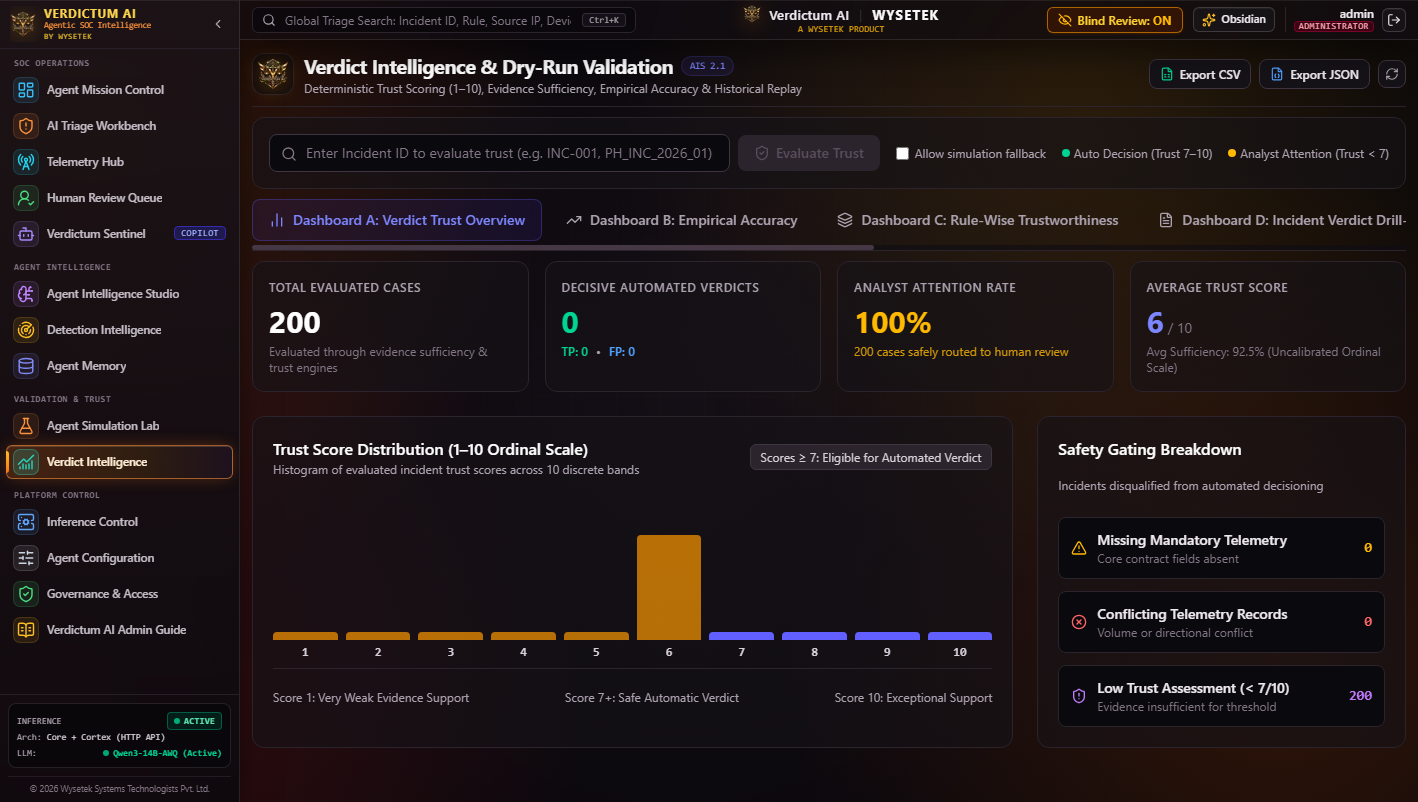 VERDICTUM AI
Agentic SOC Intelligence
BY WYSETEK
SOC OPERATIONS
Agent Mission Control
AI Triage Workbench
Telemetry Hub
Human Review Queue
Verdictum Sentinel COPILOT
AGENT INTELLIGENCE
Agent Intelligence Studio
Detection Intelligence
Agent Memory
VALIDATION & TRUST
Agent Simulation Lab
Verdict Intelligence
PLATFORM CONTROL
Inference Control
Agent Configuration
Governance & Access
Verdictum AI Admin Guide
INFERENCE ACTIVE
Arch: Core + Cortex (HTTP API)
LLM: Qwen3-14B-AWQ (Active)
© 2026 Wysetek Systems Technologists Pvt. Ltd.
Global Triage Search: Incident ID, Rule, Source IP, Devi Ctrl+K
Verdictum AI | WYSETEK
A WYSETEK PRODUCT
Blind Review: ON
Obsidian
admin
ADMINISTRATOR
Verdict Intelligence & Dry-Run Validation AIS 2.1
Deterministic Trust Scoring (1–10), Evidence Sufficiency, Empirical Accuracy & Historical Replay
Export CSV
Export JSON
Enter Incident ID to evaluate trust (e.g. INC-001, PH_INC_2026_01)
Evaluate Trust
Allow simulation fallback
Auto Decision (Trust 7–10)
Analyst Attention (Trust < 7)
Dashboard A: Verdict Trust Overview
Dashboard B: Empirical Accuracy
Dashboard C: Rule-Wise Trustworthiness
Dashboard D: Incident Verdict Drill-
TOTAL EVALUATED CASES
200
Evaluated through evidence sufficiency &
trust engines
DECISIVE AUTOMATED VERDICTS
0
TP: 0 • FP: 0
ANALYST ATTENTION RATE
100%
200 cases safely routed to human review
AVERAGE TRUST SCORE
6 / 10
Avg Sufficiency: 92.5% (Uncalibrated Ordinal
Scale)
Trust Score Distribution (1–10 Ordinal Scale)
Histogram of evaluated incident trust scores across 10 discrete bands
Scores ≥ 7: Eligible for Automated Verdict
1 2 3 4 5 6 7 8 9 10
Score 1: Very Weak Evidence Support
Score 7+: Safe Automatic Verdict
Score 10: Exceptional Support
Safety Gating Breakdown
Incidents disqualified from automated decisioning
Missing Mandatory Telemetry 0
Core contract fields absent
Conflicting Telemetry Records 0
Volume or directional conflict
Low Trust Assessment (< 7/10) 200
Evidence insufficient for threshold